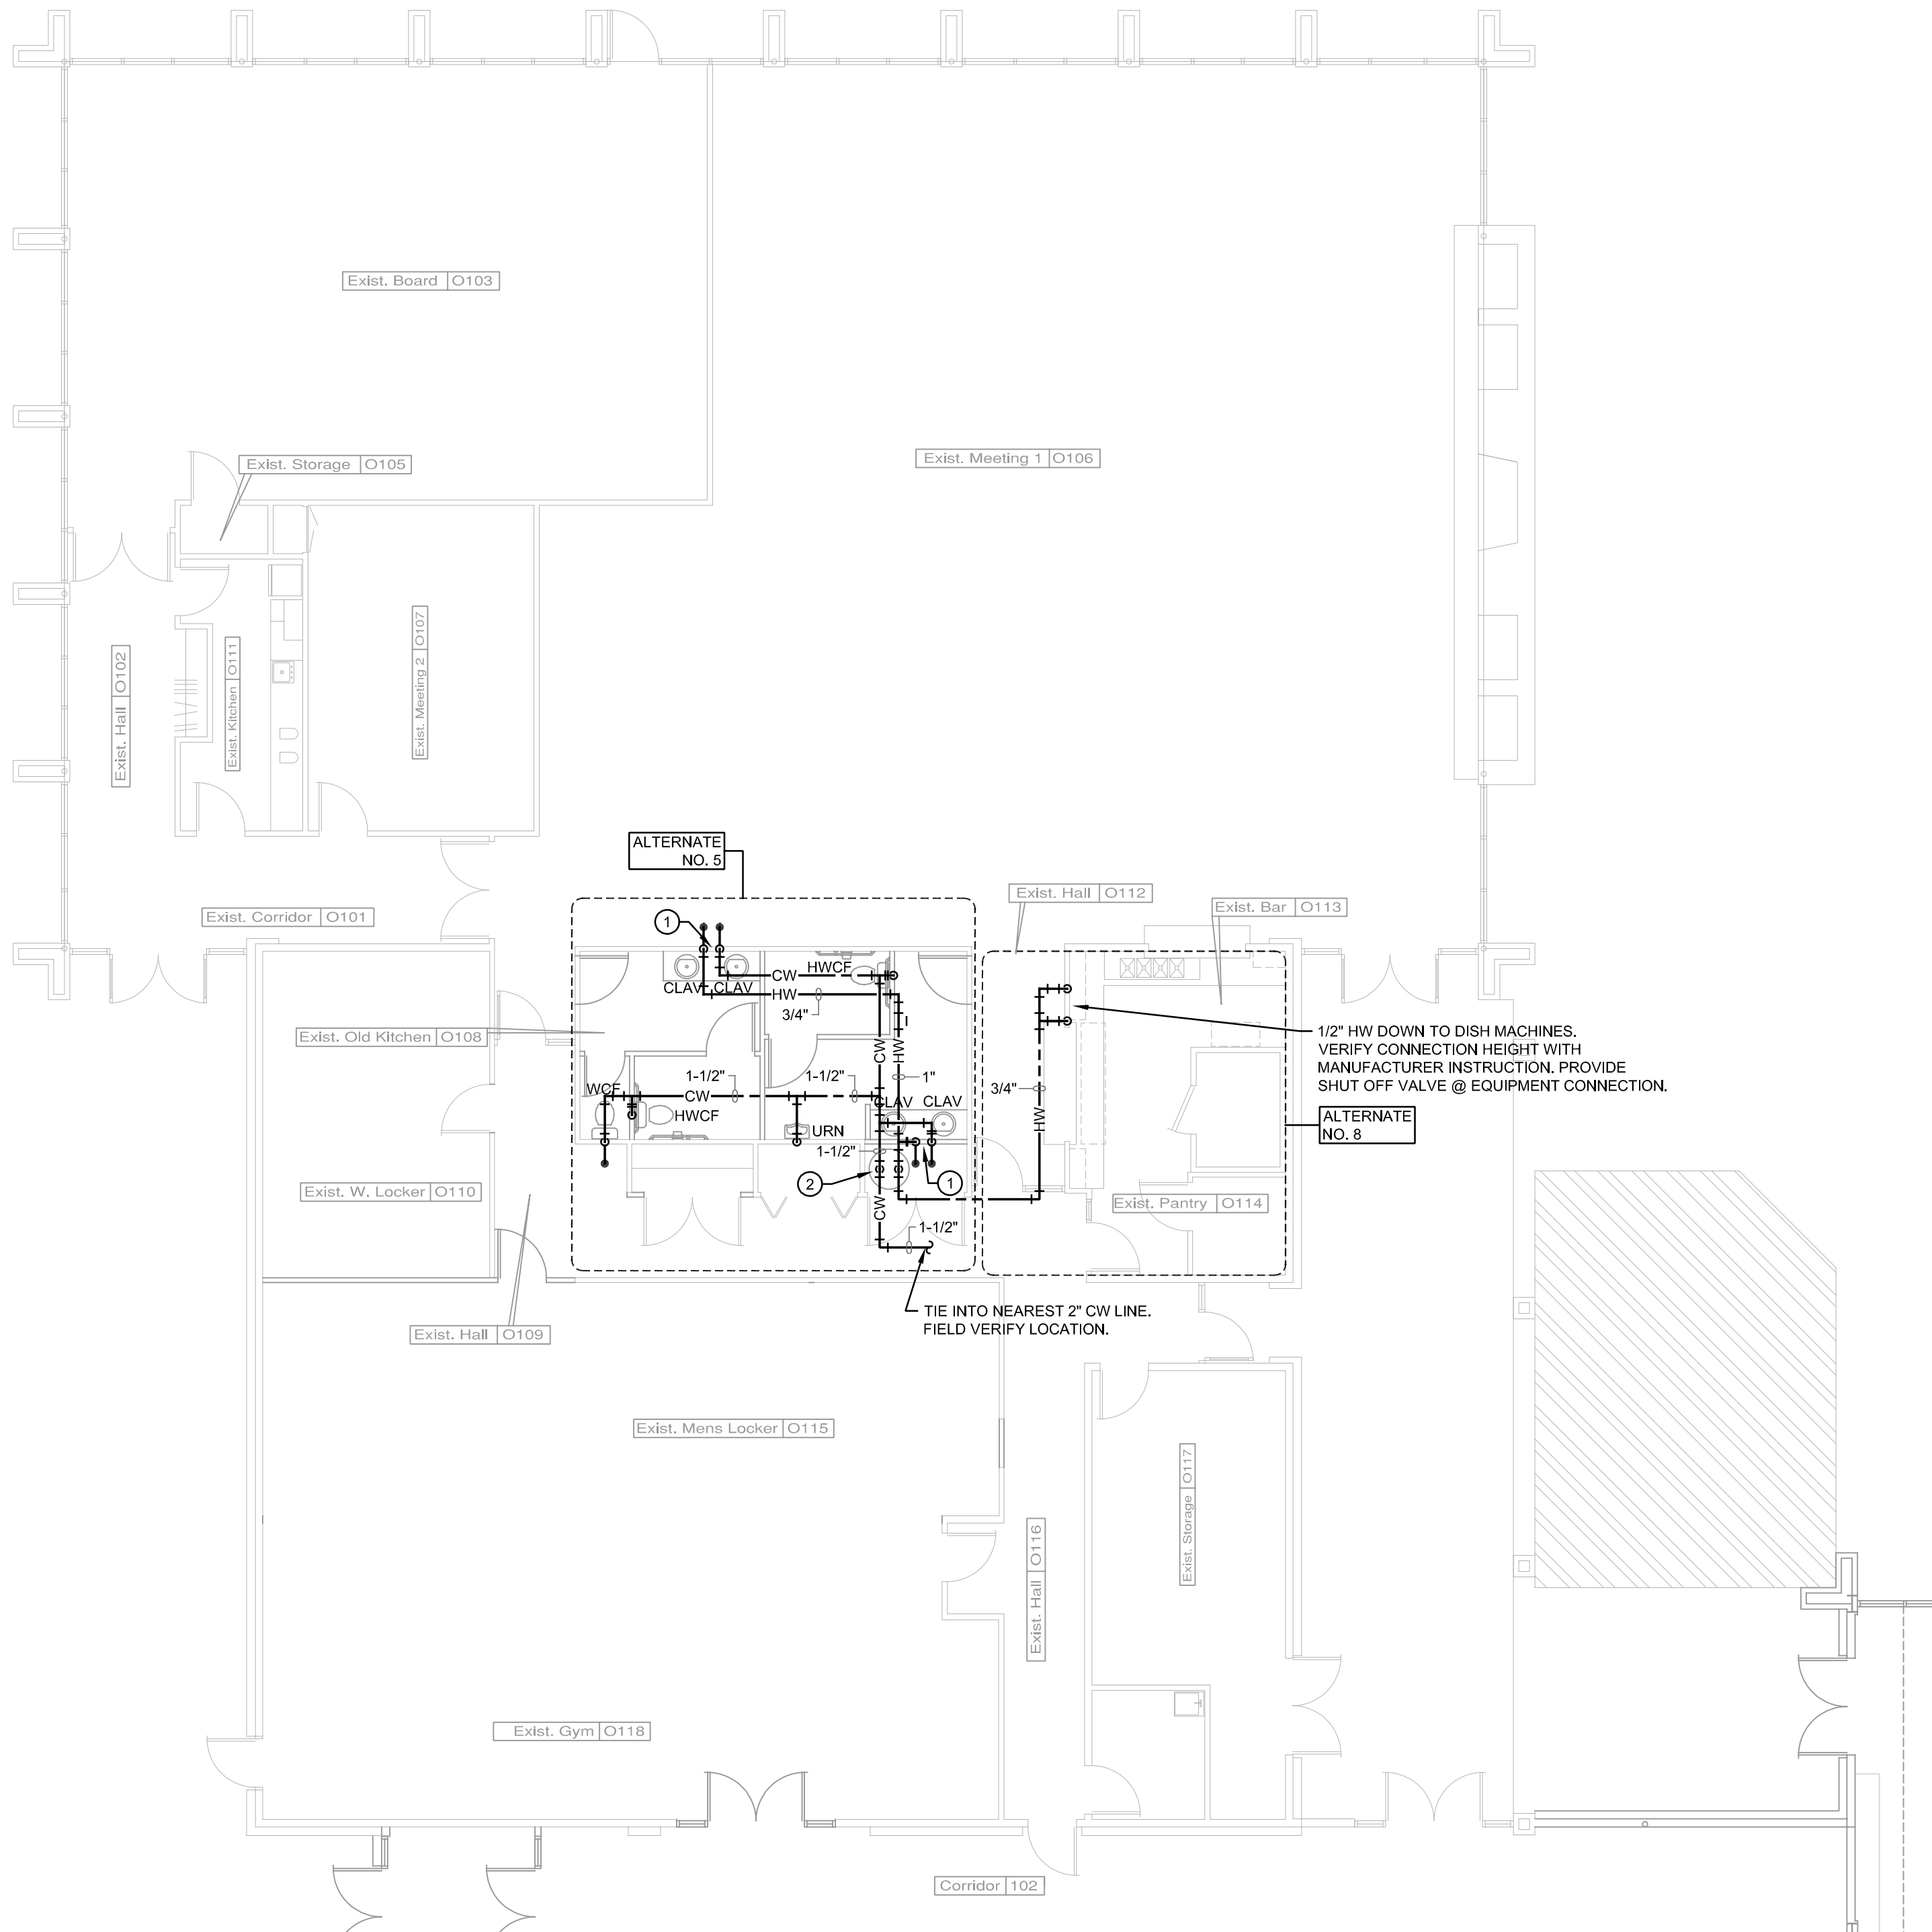 Exist. Board O103
Exist. Storage O105
Exist. Meeting 1 O106
Exist. Hall O102
Exist. Kitchen O111
Exist. Meeting 2 O107
ALTERNATE
NO. 5
Exist. Hall O112
Exist. Bar O113
Exist. Corridor O101
1
CW
HWCF
CLAV
CLAV
HW
3/4"
Exist. Old Kitchen O108
1/2" HW DOWN TO DISH MACHINES.
VERIFY CONNECTION HEIGHT WITH
MANUFACTURER INSTRUCTION. PROVIDE
SHUT OFF VALVE @ EQUIPMENT CONNECTION.
CW
HW
1-1/2"
1-1/2"
1"
3/4"
WCF
CW
HWCF
CLAV
CLAV
HW
ALTERNATE
NO. 8
URN
1-1/2"
2
1
Exist. W. Locker O110
Exist. Pantry O114
CW
1-1/2"
TIE INTO NEAREST 2" CW LINE.
FIELD VERIFY LOCATION.
Exist. Hall O109
Exist. Mens Locker O115
Exist. Storage O117
Exist. Hall O116
Exist. Gym O118
Corridor 102